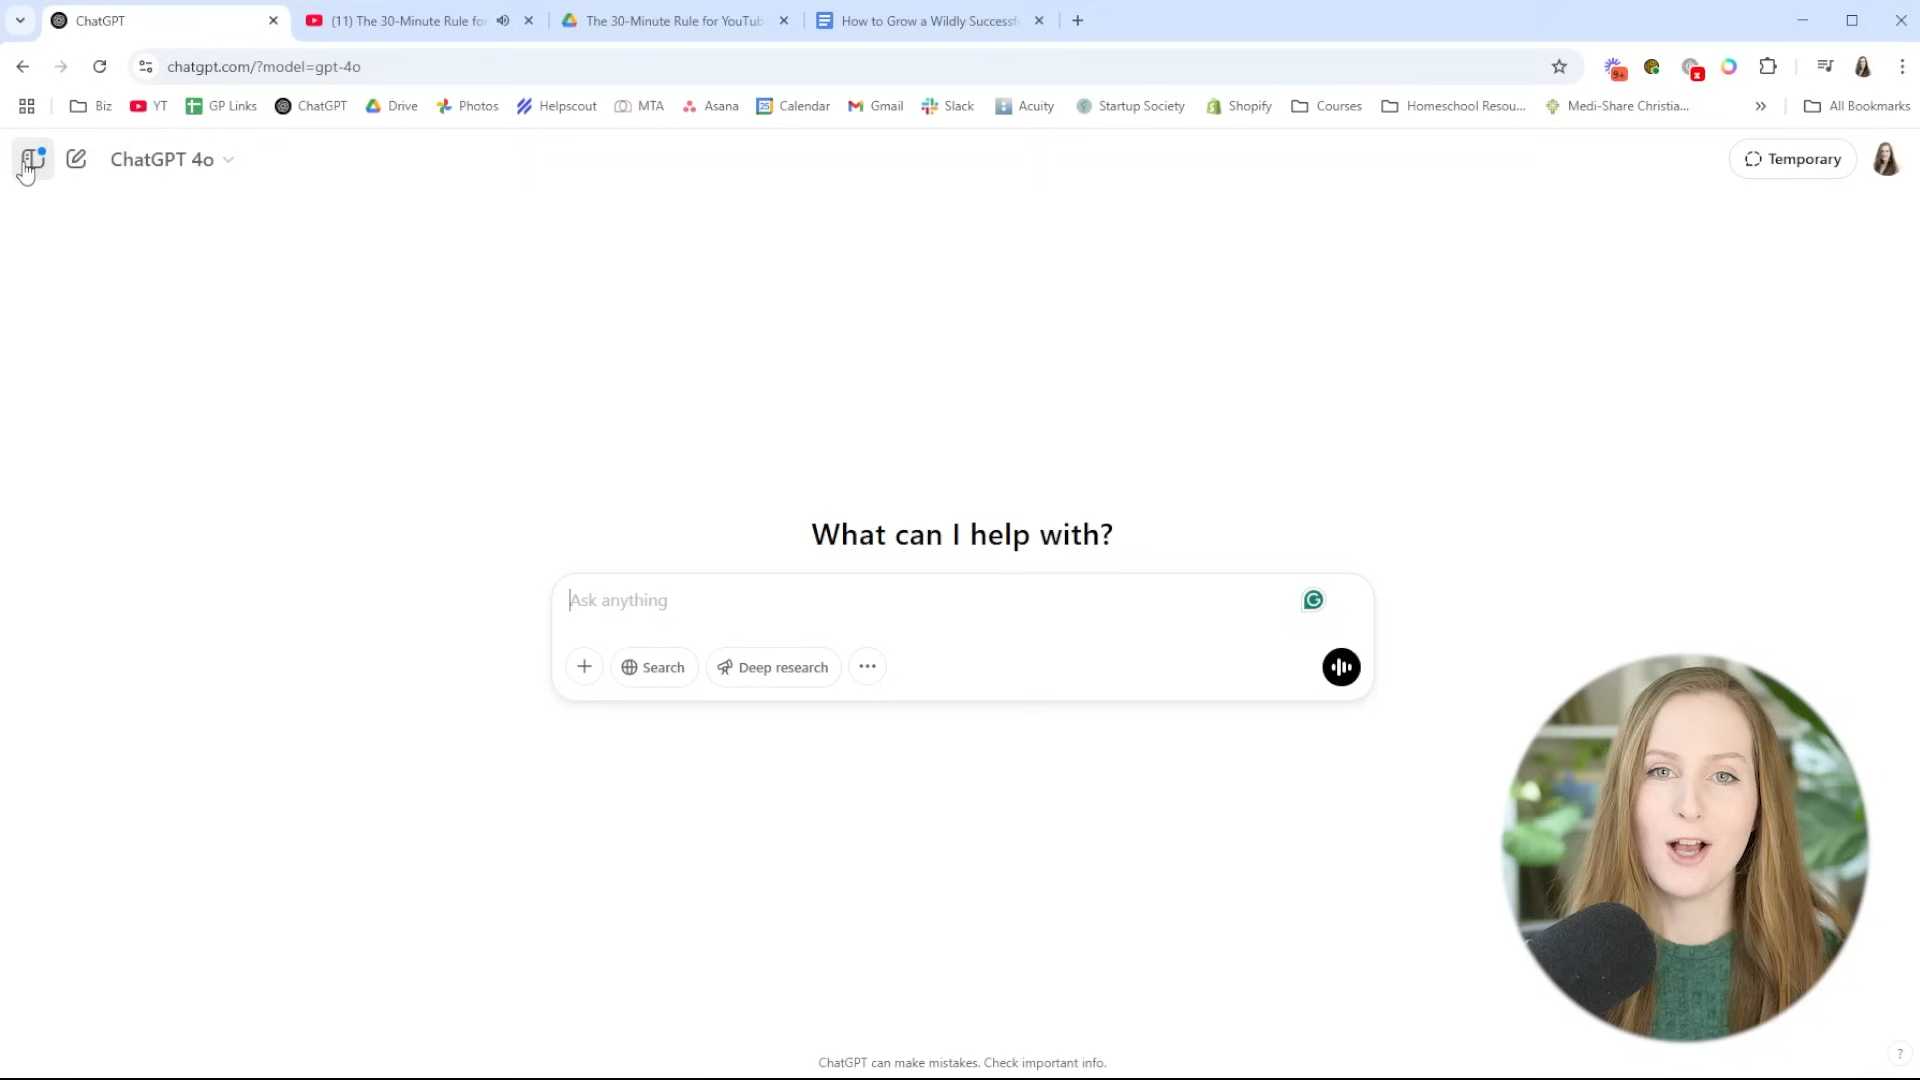 ChatGPT
(11) The 30-Minute Rule for
The 30-Minute Rule for YouTub
How to Grow a Wildly Successf
chatgpt.com/?model=gpt-4o
9+
x
Biz
YT
GP Links
ChatGPT
Drive
Photos
Helpscout
MTA
Asana
25
Calendar
Gmail
Slack
Acuity
Startup Society
Shopify
Courses
Homeschool Resou...
Medi-Share Christia...
All Bookmarks
ChatGPT 4o
Temporary
What can I help with?
Ask anything
Search
Deep research
ChatGPT can make mistakes. Check important info.
?